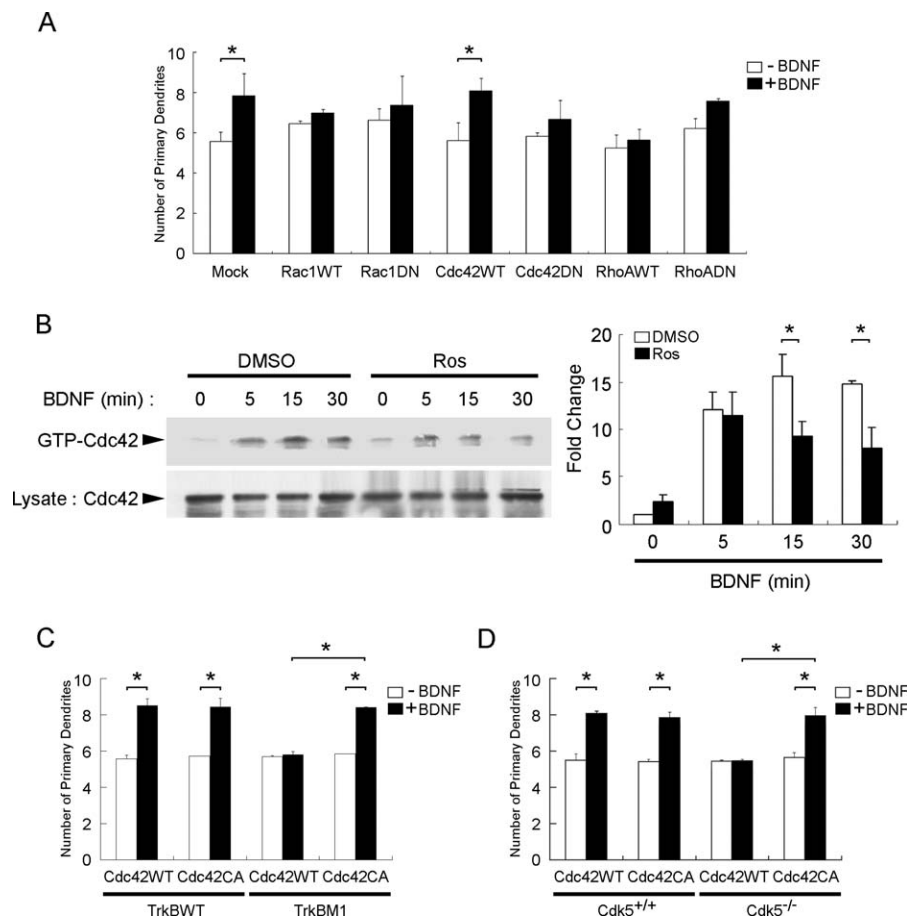 A
Number of Primary Dendrites
10
8
6
4
2
0
*
*
-BDNF
+BDNF
Mock Rac1WT Rac1DN Cdc42WT Cdc42DN RhoAWT RhoADN
B
DMSO Ros
BDNF (min) : 0 5 15 30 0 5 15 30
GTP-Cdc42
Lysate : Cdc42
Fold Change
20
15
10
5
0
DMSO
Ros
*
*
0 5 15 30
BDNF (min)
C
Number of Primary Dendrites
10
8
6
4
2
0
*
*
*
*
-BDNF
+BDNF
Cdc42WT Cdc42CA Cdc42WT Cdc42CA
TrkBWT TrkBM1
D
Number of Primary Dendrites
10
8
6
4
2
0
*
*
*
*
-BDNF
+BDNF
Cdc42WT Cdc42CA Cdc42WT Cdc42CA
Cdk5+/+ Cdk5-/-